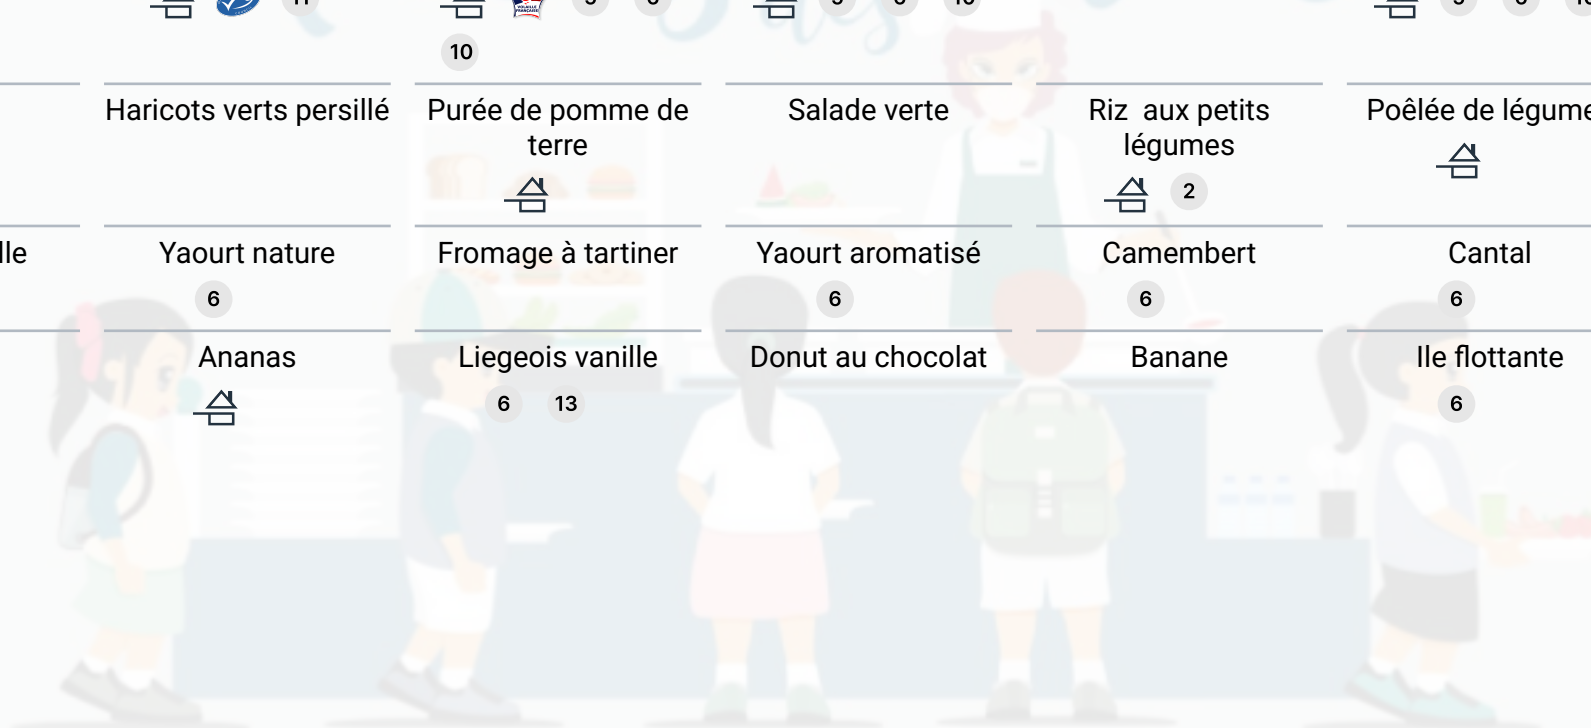 10
Haricots verts persillé
Purée de pomme de
terre
Salade verte
Riz  aux petits
légumes
2
Poêlée de légume
lle
Yaourt nature
6
Fromage à tartiner
Yaourt aromatisé
6
Camembert
6
Cantal
6
Ananas
Liegeois vanille
6 13
Donut au chocolat
Banane
Ile flottante
6